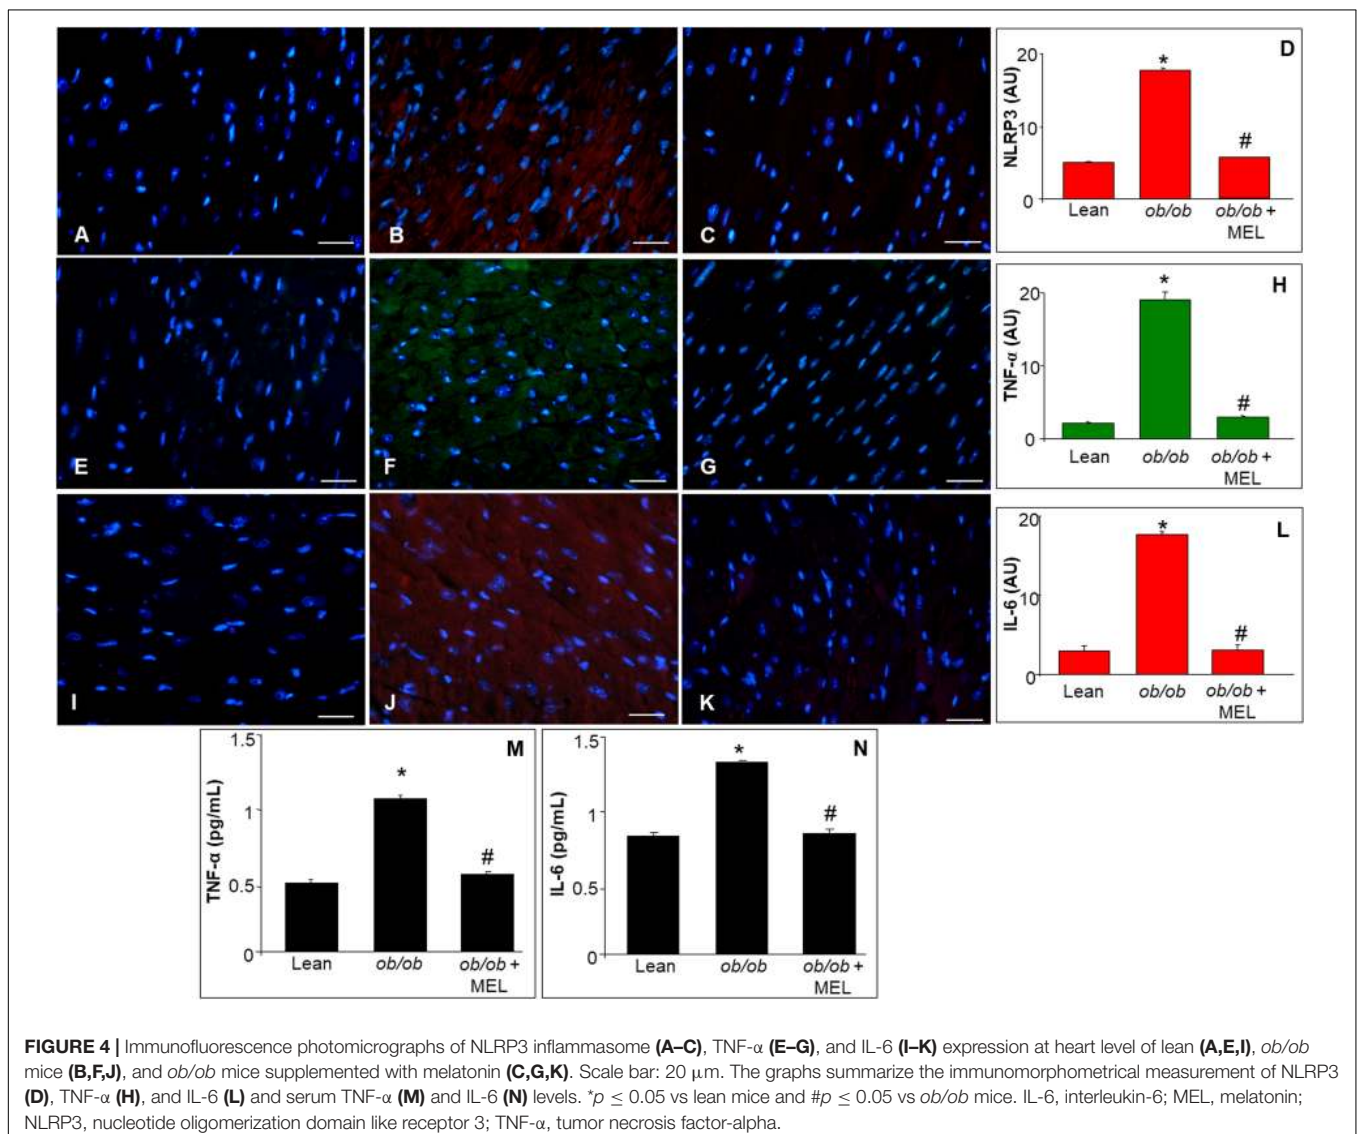 A
B
C
D
NLRP3 (AU)
20
10
0
*
#
Lean
ob/ob
ob/ob +
MEL
E
F
G
H
TNF-α (AU)
20
10
0
*
#
Lean
ob/ob
ob/ob +
MEL
I
J
K
L
IL-6 (AU)
20
10
0
*
#
Lean
ob/ob
ob/ob +
MEL
M
TNF-α (pg/mL)
1.5
1
0.5
0
*
#
Lean
ob/ob
ob/ob +
MEL
N
IL-6 (pg/mL)
1.5
1
0.5
0
*
#
Lean
ob/ob
ob/ob +
MEL
FIGURE 4 | Immunofluorescence photomicrographs of NLRP3 inflammasome (A–C), TNF-α (E–G), and IL-6 (I–K) expression at heart level of lean (A,E,I), ob/ob
mice (B,F,J), and ob/ob mice supplemented with melatonin (C,G,K). Scale bar: 20 μm. The graphs summarize the immunomorphometrical measurement of NLRP3
(D), TNF-α (H), and IL-6 (L) and serum TNF-α (M) and IL-6 (N) levels. *p ≤ 0.05 vs lean mice and #p ≤ 0.05 vs ob/ob mice. IL-6, interleukin-6; MEL, melatonin;
NLRP3, nucleotide oligomerization domain like receptor 3; TNF-α, tumor necrosis factor-alpha.